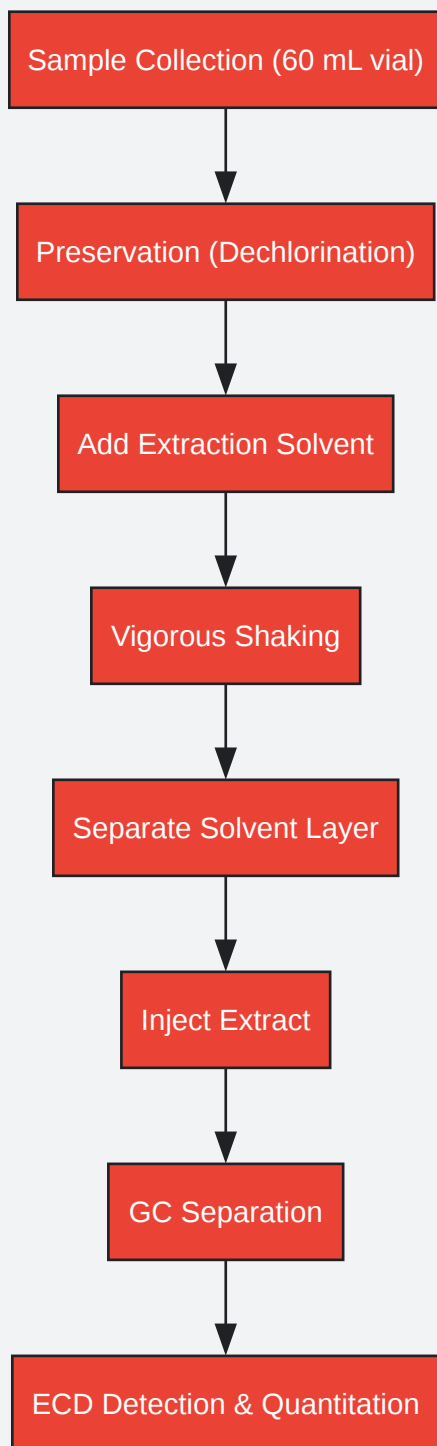 Sample Collection (60 mL vial)
Preservation (Dechlorination)
Add Extraction Solvent
Vigorous Shaking
Separate Solvent Layer
Inject Extract
GC Separation
ECD Detection & Quantitation